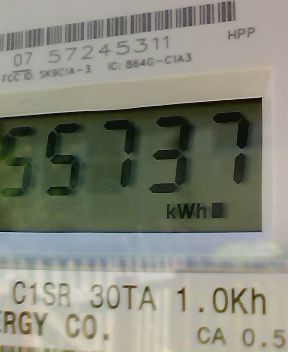 07 57245311
HPP
FCC ID: SK9C1A-3 IC: 864G-C1A3
55737
kWh
C1SR 30TA 1.0Kh
ERGY CO.
CA 0.5